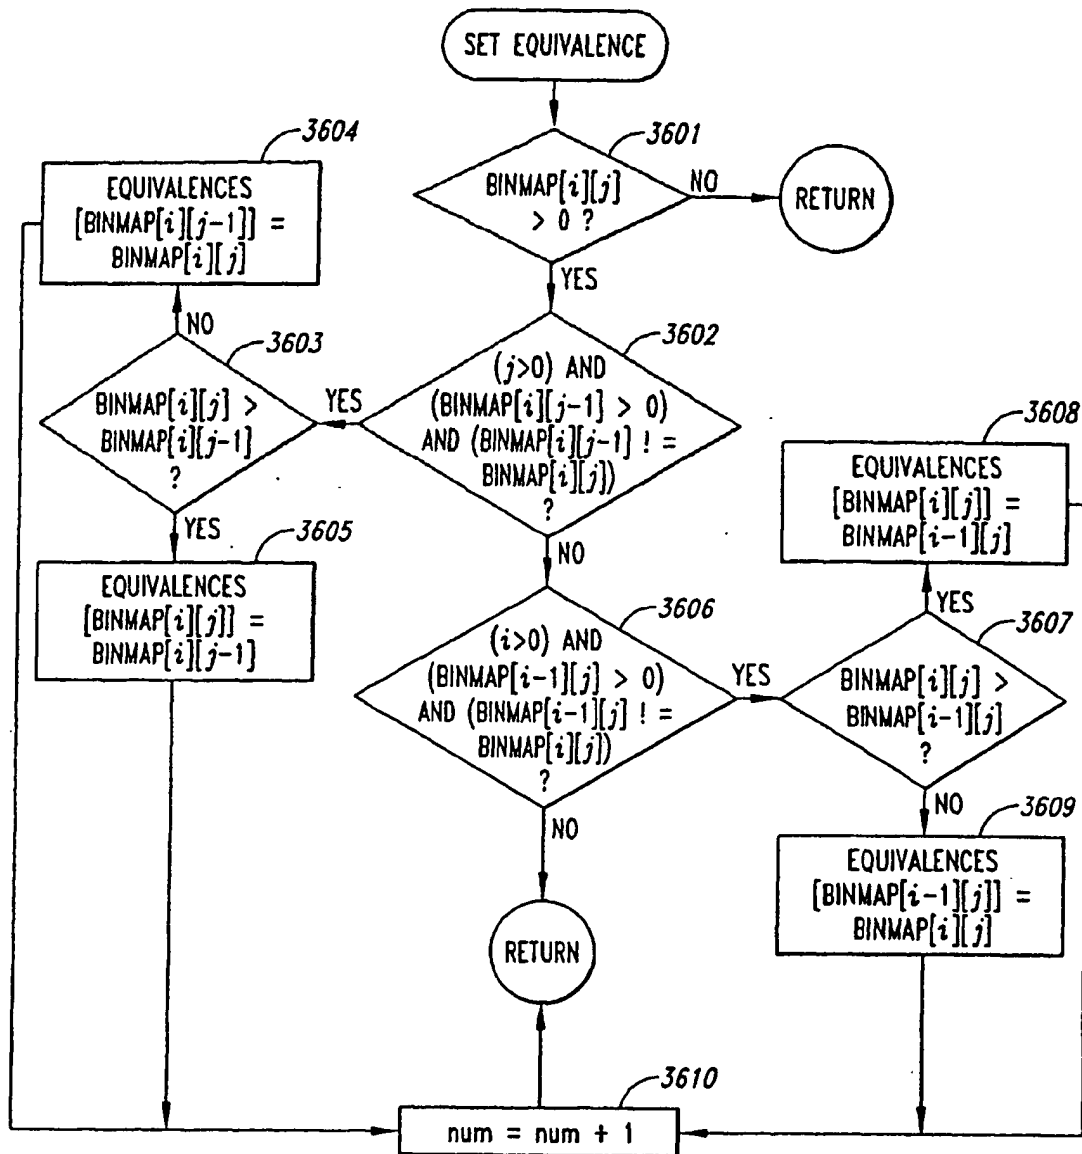 SET EQUIVALENCE
3601
BINMAP[i][j]
> 0 ?
NO
RETURN
YES
3604
EQUIVALENCES
[BINMAP[i][j-1]] =
BINMAP[i][j]
NO
3603
BINMAP[i][j] >
BINMAP[i][j-1]
?
YES
YES
3602
(j>0) AND
(BINMAP[i][j-1] > 0)
AND (BINMAP[i][j-1] ! =
BINMAP[i][j])
?
NO
3605
EQUIVALENCES
[BINMAP[i][j]] =
BINMAP[i][j-1]
3606
(i>0) AND
(BINMAP[i-1][j] > 0)
AND (BINMAP[i-1][j] ! =
BINMAP[i][j])
?
YES
NO
3608
EQUIVALENCES
[BINMAP[i][j]] =
BINMAP[i-1][j]
YES
3607
BINMAP[i][j] >
BINMAP[i-1][j]
?
NO
3609
EQUIVALENCES
[BINMAP[i-1][j]] =
BINMAP[i][j]
RETURN
3610
num = num + 1